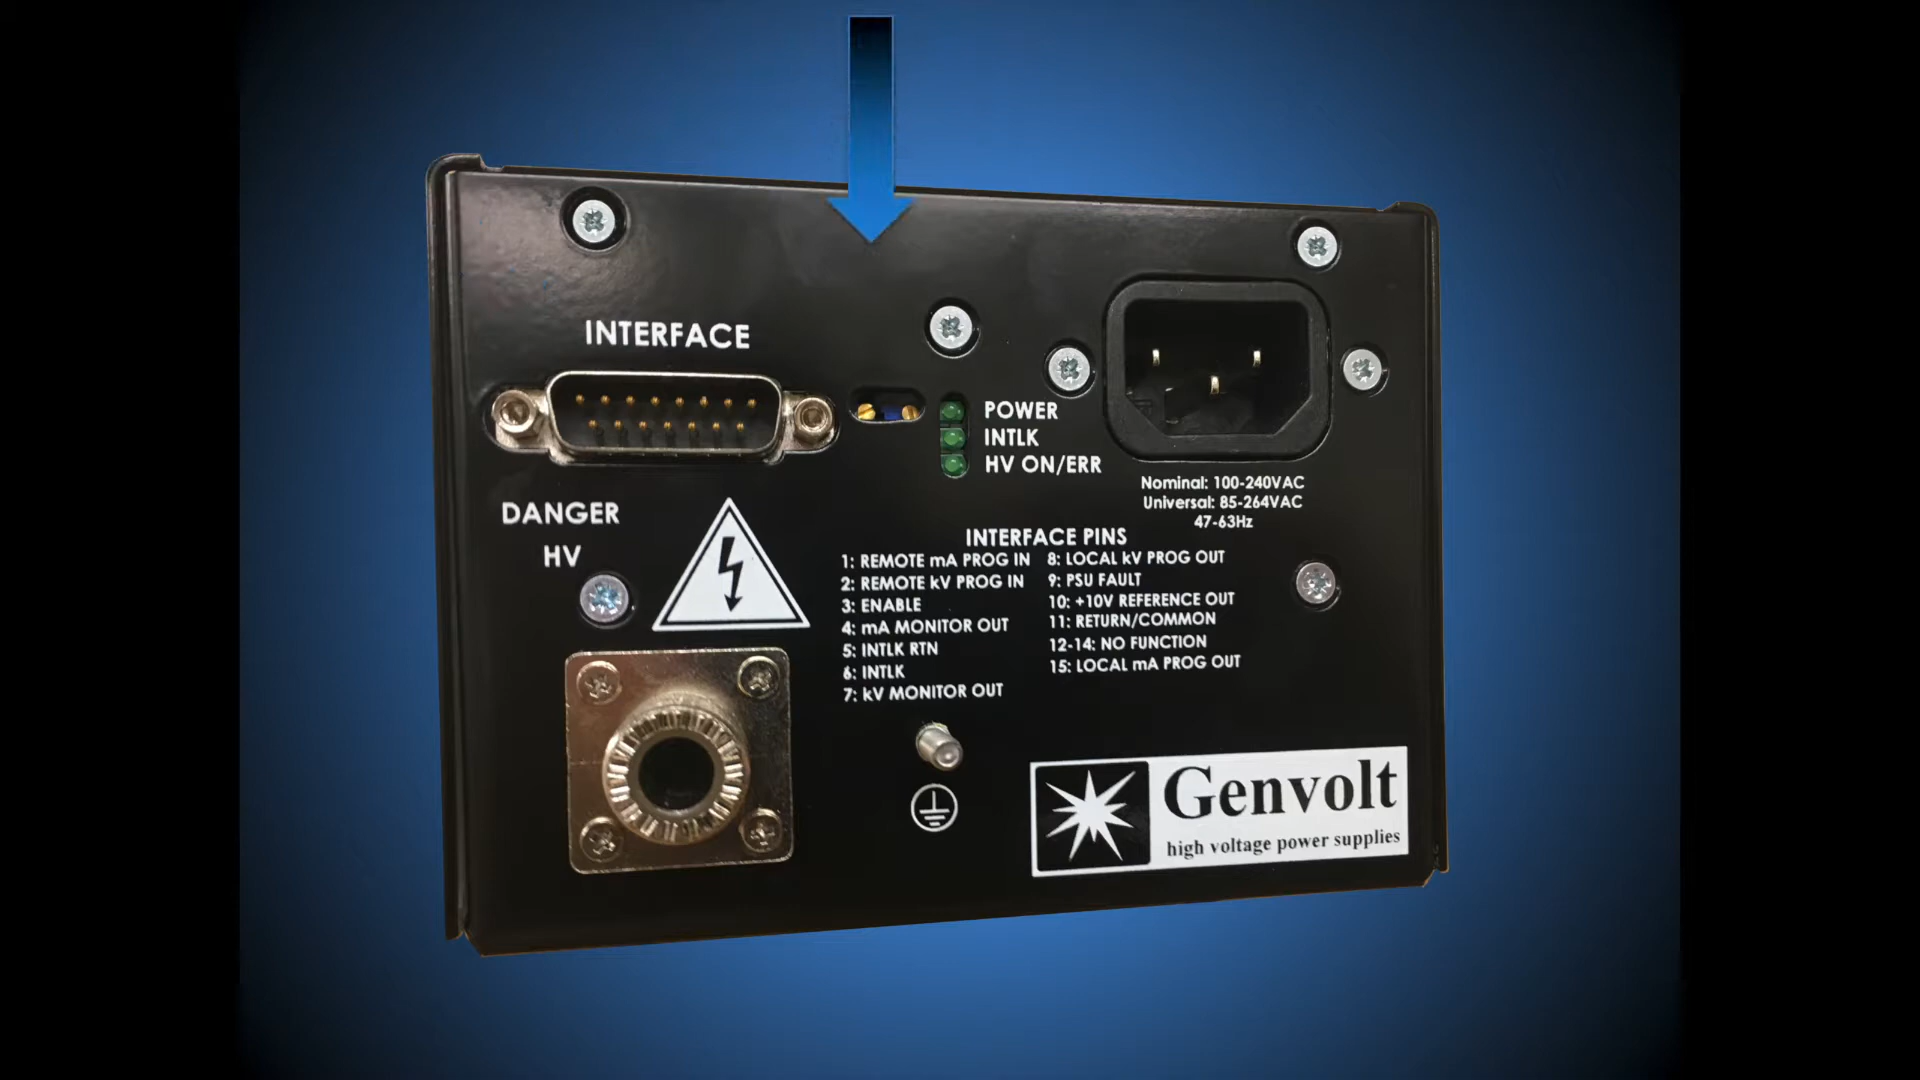 INTERFACE
POWER
INTLK
HV ON/ERR
Nominal: 100-240VAC
Universal: 85-264VAC
47-63Hz
DANGER
HV
INTERFACE PINS
1: REMOTE mA PROG IN
2: REMOTE kV PROG IN
3: ENABLE
4: mA MONITOR OUT
5: INTLK RTN
6: INTLK
7: kV MONITOR OUT
8: LOCAL kV PROG OUT
9: PSU FAULT
10: +10V REFERENCE OUT
11: RETURN/COMMON
12-14: NO FUNCTION
15: LOCAL mA PROG OUT
Genvolt
high voltage power supplies